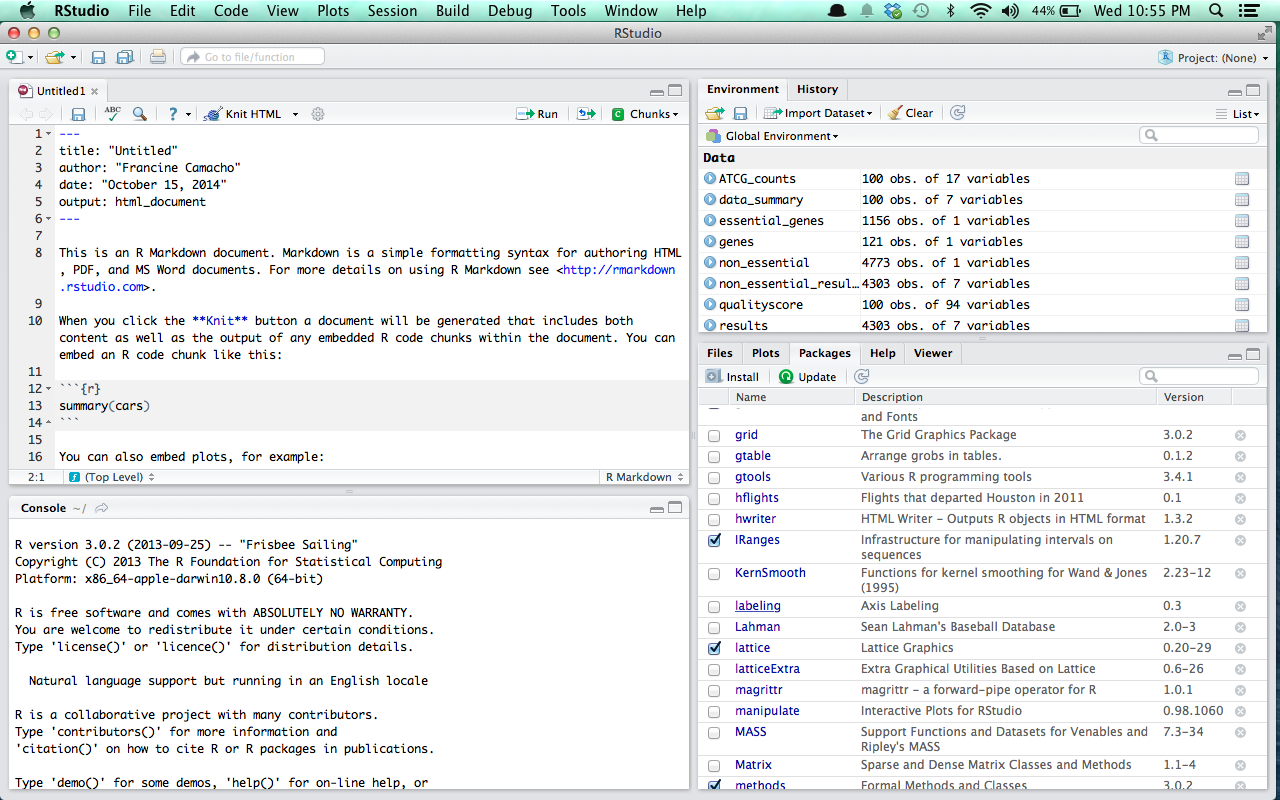 RStudio File Edit Code View Plots Session Build Debug Tools Window Help 44% Wed 10:55 PM
RStudio
Go to file/function Project: (None)
Untitled1
ABC ? Knit HTML Run Chunks
1 ---
2 title: "Untitled"
3 author: "Francine Camacho"
4 date: "October 15, 2014"
5 output: html_document
6 ---
7
8 This is an R Markdown document. Markdown is a simple formatting syntax for authoring HTML
, PDF, and MS Word documents. For more details on using R Markdown see <http://rmarkdown
.rstudio.com>.
9
10 When you click the **Knit** button a document will be generated that includes both
content as well as the output of any embedded R code chunks within the document. You can
embed an R code chunk like this:
11
12 ```{r}
13 summary(cars)
14 ```
15
16 You can also embed plots, for example:
2:1 (Top Level) R Markdown
Console ~/
R version 3.0.2 (2013-09-25) -- "Frisbee Sailing"
Copyright (C) 2013 The R Foundation for Statistical Computing
Platform: x86_64-apple-darwin10.8.0 (64-bit)
R is free software and comes with ABSOLUTELY NO WARRANTY.
You are welcome to redistribute it under certain conditions.
Type 'license()' or 'licence()' for distribution details.
Natural language support but running in an English locale
R is a collaborative project with many contributors.
Type 'contributors()' for more information and
'citation()' on how to cite R or R packages in publications.
Type 'demo()' for some demos, 'help()' for on-line help, or
Environment History
Import Dataset Clear List
Global Environment
Data
ATCG_counts 100 obs. of 17 variables
data_summary 100 obs. of 7 variables
essential_genes 1156 obs. of 1 variables
genes 121 obs. of 1 variables
non_essential 4773 obs. of 1 variables
non_essential_resul… 4303 obs. of 7 variables
qualityscore 100 obs. of 94 variables
results 4303 obs. of 7 variables
Files Plots Packages Help Viewer
Install Update
Name Description Version
and Fonts
grid The Grid Graphics Package 3.0.2
gtable Arrange grobs in tables. 0.1.2
gtools Various R programming tools 3.4.1
hflights Flights that departed Houston in 2011 0.1
hwriter HTML Writer - Outputs R objects in HTML format 1.3.2
IRanges Infrastructure for manipulating intervals on 1.20.7
sequences
KernSmooth Functions for kernel smoothing for Wand & Jones 2.23-12
(1995)
labeling Axis Labeling 0.3
Lahman Sean Lahman's Baseball Database 2.0-3
lattice Lattice Graphics 0.20-29
latticeExtra Extra Graphical Utilities Based on Lattice 0.6-26
magrittr magrittr - a forward-pipe operator for R 1.0.1
manipulate Interactive Plots for RStudio 0.98.1060
MASS Support Functions and Datasets for Venables and 7.3-34
Ripley's MASS
Matrix Sparse and Dense Matrix Classes and Methods 1.1-4
methods Formal Methods and Classes 3.0.2